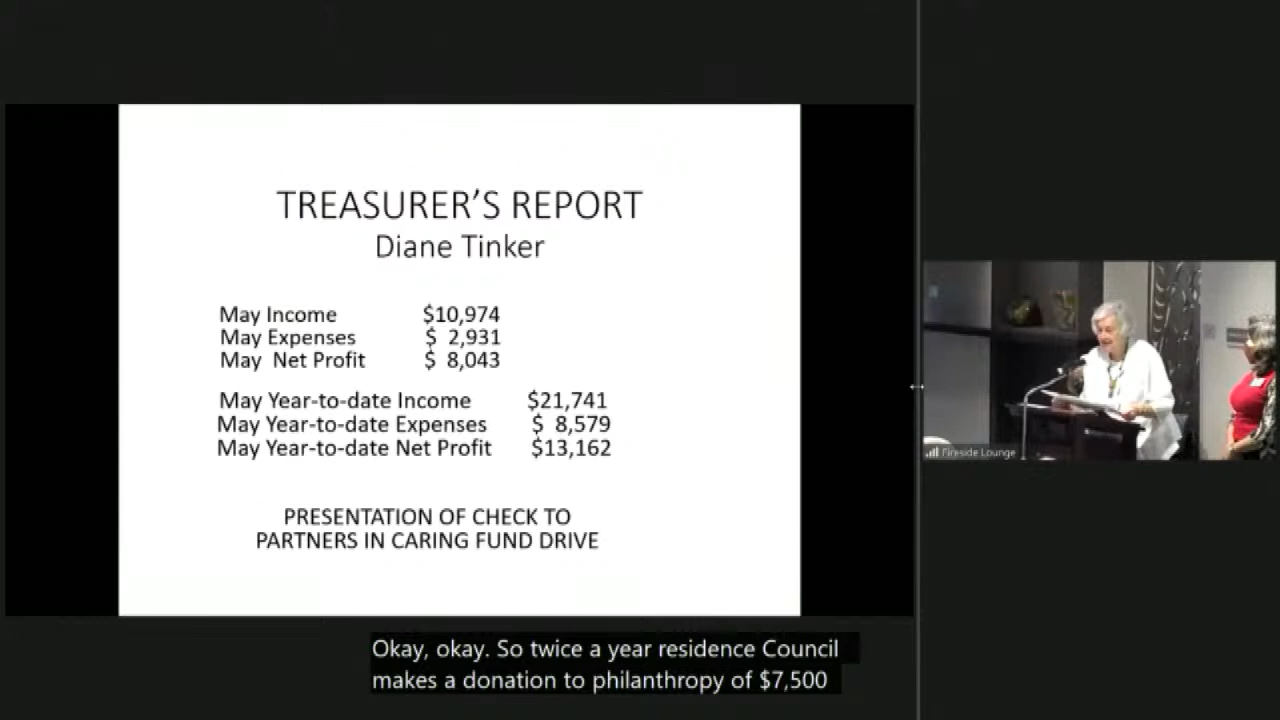 TREASURER'S REPORT
Diane Tinker
May Income $10,974
May Expenses $ 2,931
May Net Profit $ 8,043
May Year-to-date Income $21,741
May Year-to-date Expenses $ 8,579
May Year-to-date Net Profit $13,162
PRESENTATION OF CHECK TO
PARTNERS IN CARING FUND DRIVE
Fireside Lounge
Okay, okay. So twice a year residence Council
makes a donation to philanthropy of $7,500